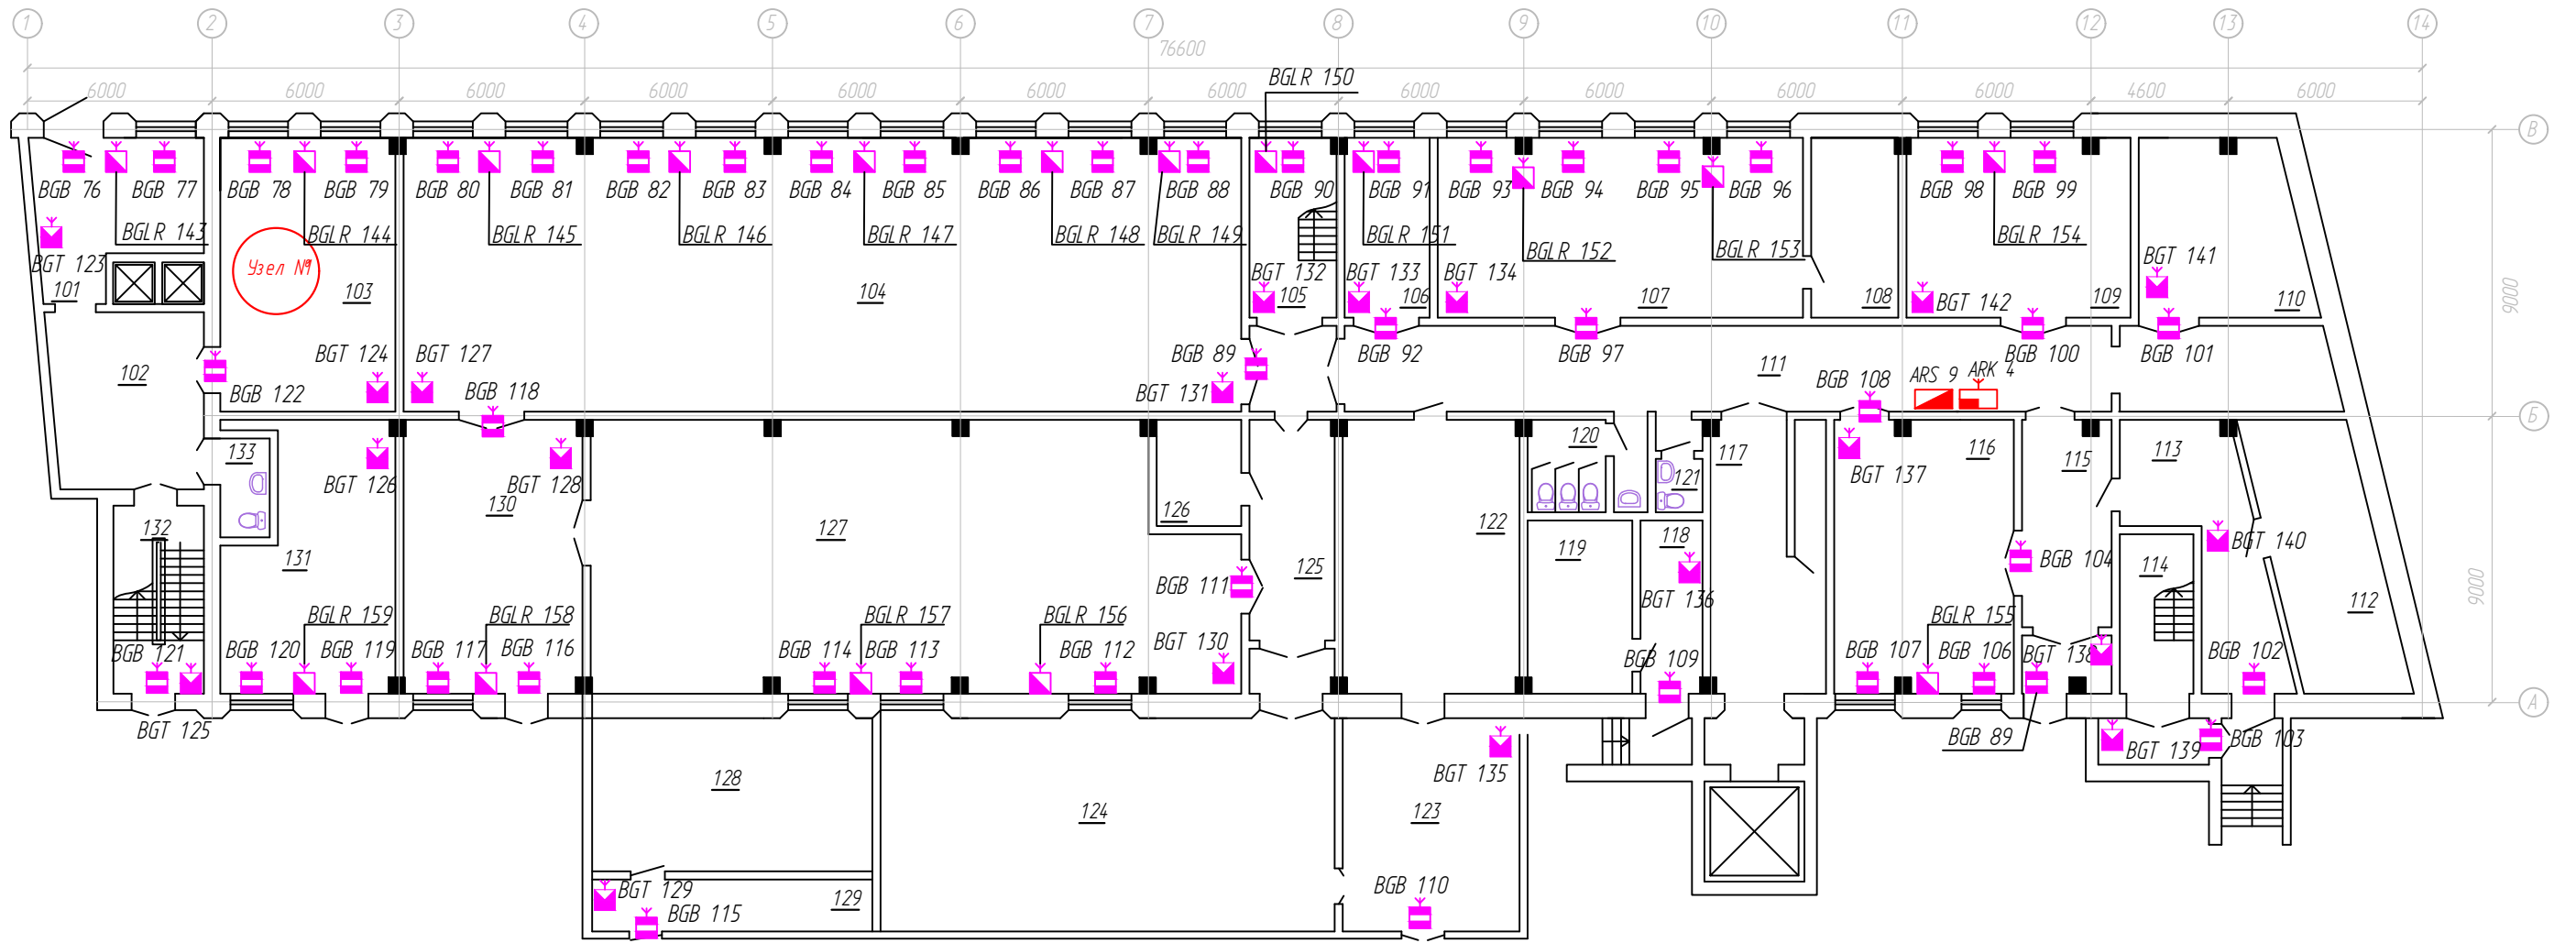 1 2 3 4 5 6 7 8 9 10 11 12 13 14
76600
6000 6000 6000 6000 6000 6000 6000 6000 6000 6000 6000 4600 6000
BGLR 150
В
BGB 76 BGB 77 BGB 78 BGB 79 BGB 80 BGB 81 BGB 82 BGB 83 BGB 84 BGB 85 BGB 86 BGB 87 BGB 88 BGB 90 BGB 91 BGB 93 BGB 94 BGB 95 BGB 96 BGB 98 BGB 99
BGLR 143 BGLR 144 BGLR 145 BGLR 146 BGLR 147 BGLR 148 BGLR 149 BGLR 151 BGLR 152 BGLR 153 BGLR 154
BGT 123 Узел №1 BGT 132 BGT 133 BGT 134 BGT 141
101 103 104 105 106 107 108 BGT 142 109 110
9000
BGT 124 BGT 127 BGB 89 BGB 92 BGB 97 BGB 100 BGB 101
102 BGB 122 BGB 118 BGT 131 111 BGB 108 ARS 9 ARK 4
Б
133 120 117 116 115 113
BGT 126 BGT 128 121 BGT 137
132 130 127 126 122 BGT 140
131 125 119 118 BGB 104 114
BGB 111 BGT 136 112
9000
BGLR 159 BGLR 158 BGLR 157 BGLR 156 BGLR 155
BGB 121 BGB 120 BGB 119 BGB 117 BGB 116 BGB 114 BGB 113 BGB 112 BGT 130 BGB 109 BGB 107 BGB 106 BGT 138 BGB 102
А
BGT 125 BGB 89 BGT 139 BGB 103
128 BGT 135
124 123
BGT 129 129 BGB 110
BGB 115